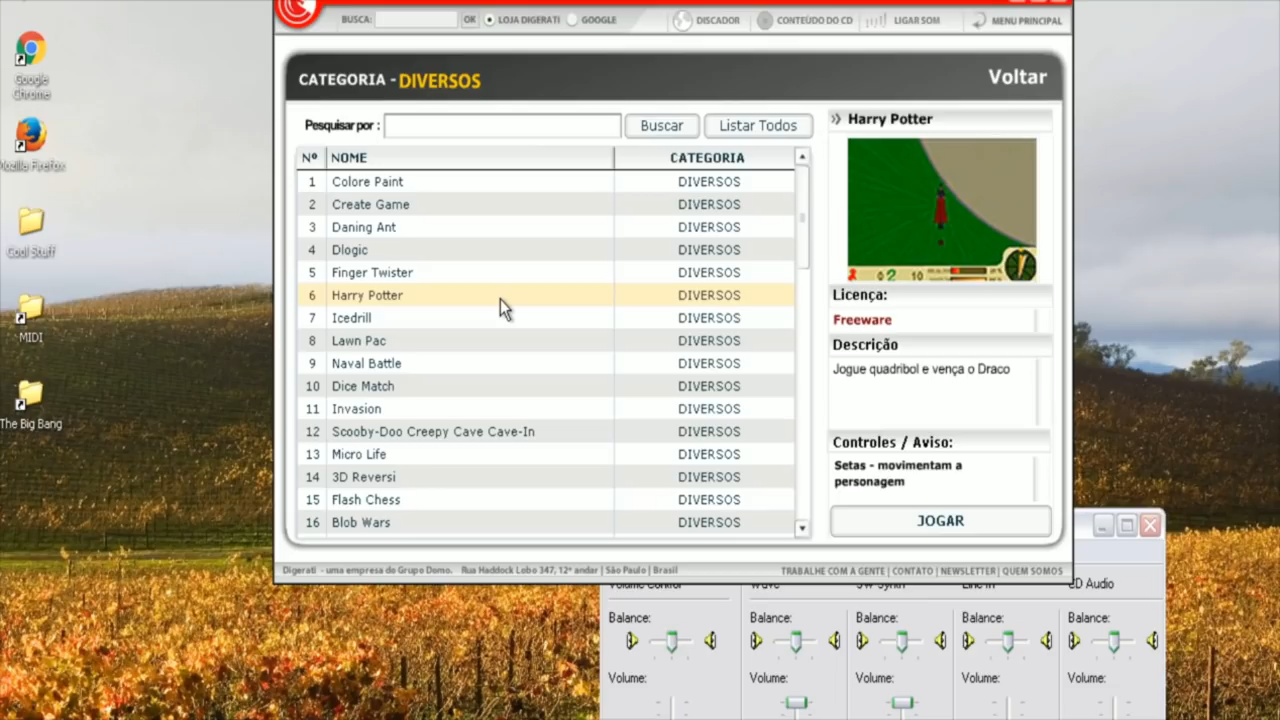 BUSCA:
OK
LOJA DIGERATI
GOOGLE
DISCADOR
CONTEÚDO DO CD
LIGAR SOM
MENU PRINCIPAL
Google Chrome
Mozilla Firefox
Cool Stuff
MIDI
The Big Bang
CATEGORIA - DIVERSOS
Voltar
Pesquisar por :
Buscar
Listar Todos
Nº NOME CATEGORIA
1 Colore Paint DIVERSOS
2 Create Game DIVERSOS
3 Daning Ant DIVERSOS
4 Dlogic DIVERSOS
5 Finger Twister DIVERSOS
6 Harry Potter DIVERSOS
7 Icedrill DIVERSOS
8 Lawn Pac DIVERSOS
9 Naval Battle DIVERSOS
10 Dice Match DIVERSOS
11 Invasion DIVERSOS
12 Scooby-Doo Creepy Cave Cave-In DIVERSOS
13 Micro Life DIVERSOS
14 3D Reversi DIVERSOS
15 Flash Chess DIVERSOS
16 Blob Wars DIVERSOS
Harry Potter
0 2 10
Licença:
Freeware
Descrição
Jogue quadribol e vença o Draco
Controles / Aviso:
Setas - movimentam a
personagem
JOGAR
Digerati - uma empresa do Grupo Domo. Rua Haddock Lobo 347, 12º andar | São Paulo | Brasil
TRABALHE COM A GENTE | CONTATO | NEWSLETTER | QUEM SOMOS
Volume Control Wave SW Synth Line In CD Audio
Balance: Balance: Balance: Balance: Balance:
Volume: Volume: Volume: Volume: Volume: